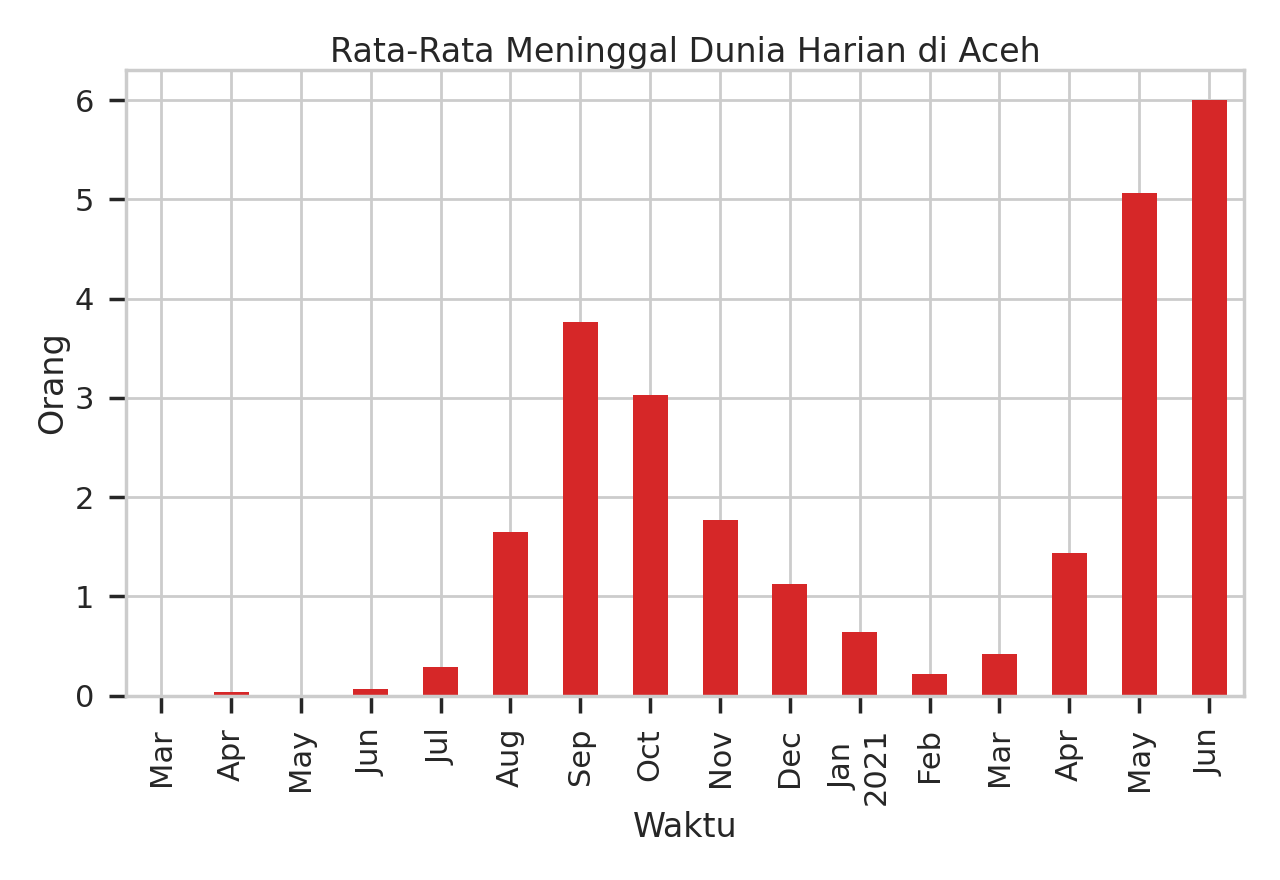 Rata-Rata Meninggal Dunia Harian di Aceh
Orang
6
5
4
3
2
1
0
Mar
Apr
May
Jun
Jul
Aug
Sep
Oct
Nov
Dec
Jan
2021
Feb
Mar
Apr
May
Jun
Waktu